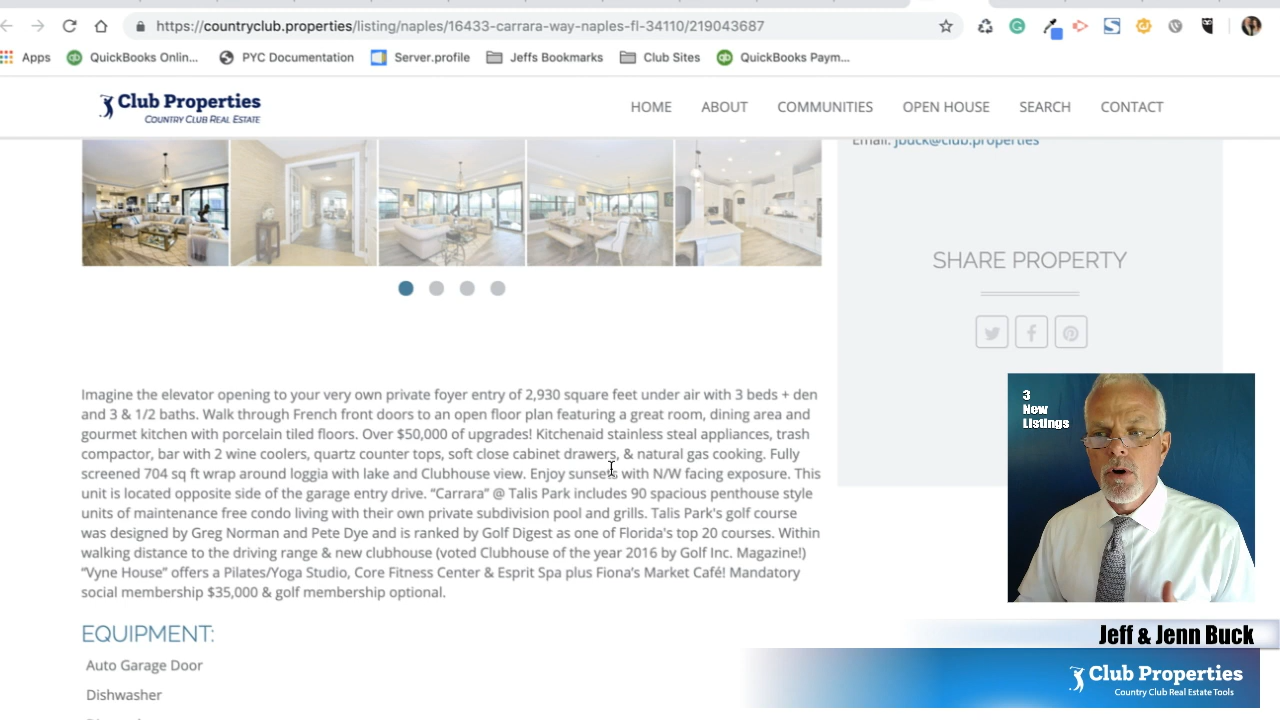 https://countryclub.properties/listing/naples/16433-carrara-way-naples-fl-34110/219043687
Apps QuickBooks Onlin... PYC Documentation Server.profile Jeffs Bookmarks Club Sites QuickBooks Paym...
Club Properties
COUNTRY CLUB REAL ESTATE
HOME ABOUT COMMUNITIES OPEN HOUSE SEARCH CONTACT
Email: jbuck@club.properties
SHARE PROPERTY
Imagine the elevator opening to your very own private foyer entry of 2,930 square feet under air with 3 beds + den
and 3 & 1/2 baths. Walk through French front doors to an open floor plan featuring a great room, dining area and
gourmet kitchen with porcelain tiled floors. Over $50,000 of upgrades! Kitchenaid stainless steal appliances, trash
compactor, bar with 2 wine coolers, quartz counter tops, soft close cabinet drawers, & natural gas cooking. Fully
screened 704 sq ft wrap around loggia with lake and Clubhouse view. Enjoy sunsets with N/W facing exposure. This
unit is located opposite side of the garage entry drive. “Carrara” @ Talis Park includes 90 spacious penthouse style
units of maintenance free condo living with their own private subdivision pool and grills. Talis Park's golf course
was designed by Greg Norman and Pete Dye and is ranked by Golf Digest as one of Florida's top 20 courses. Within
walking distance to the driving range & new clubhouse (voted Clubhouse of the year 2016 by Golf Inc. Magazine!)
“Vyne House” offers a Pilates/Yoga Studio, Core Fitness Center & Esprit Spa plus Fiona’s Market Café! Mandatory
social membership $35,000 & golf membership optional.
EQUIPMENT:
Auto Garage Door
Dishwasher
3
New
Listings
Jeff & Jenn Buck
Club Properties
Country Club Real Estate Tools